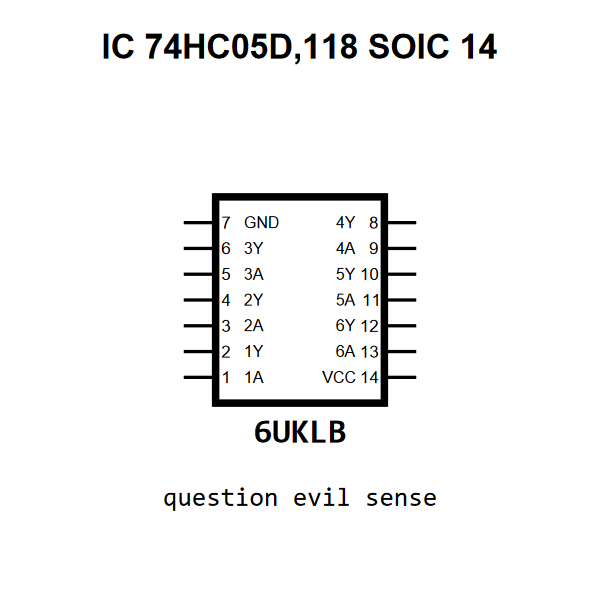 IC 74HC05D,118 SOIC 14
7 GND 4Y 8
6 3Y 4A 9
5 3A 5Y 10
4 2Y 5A 11
3 2A 6Y 12
2 1Y 6A 13
1 1A VCC 14
6UKLB
question evil sense